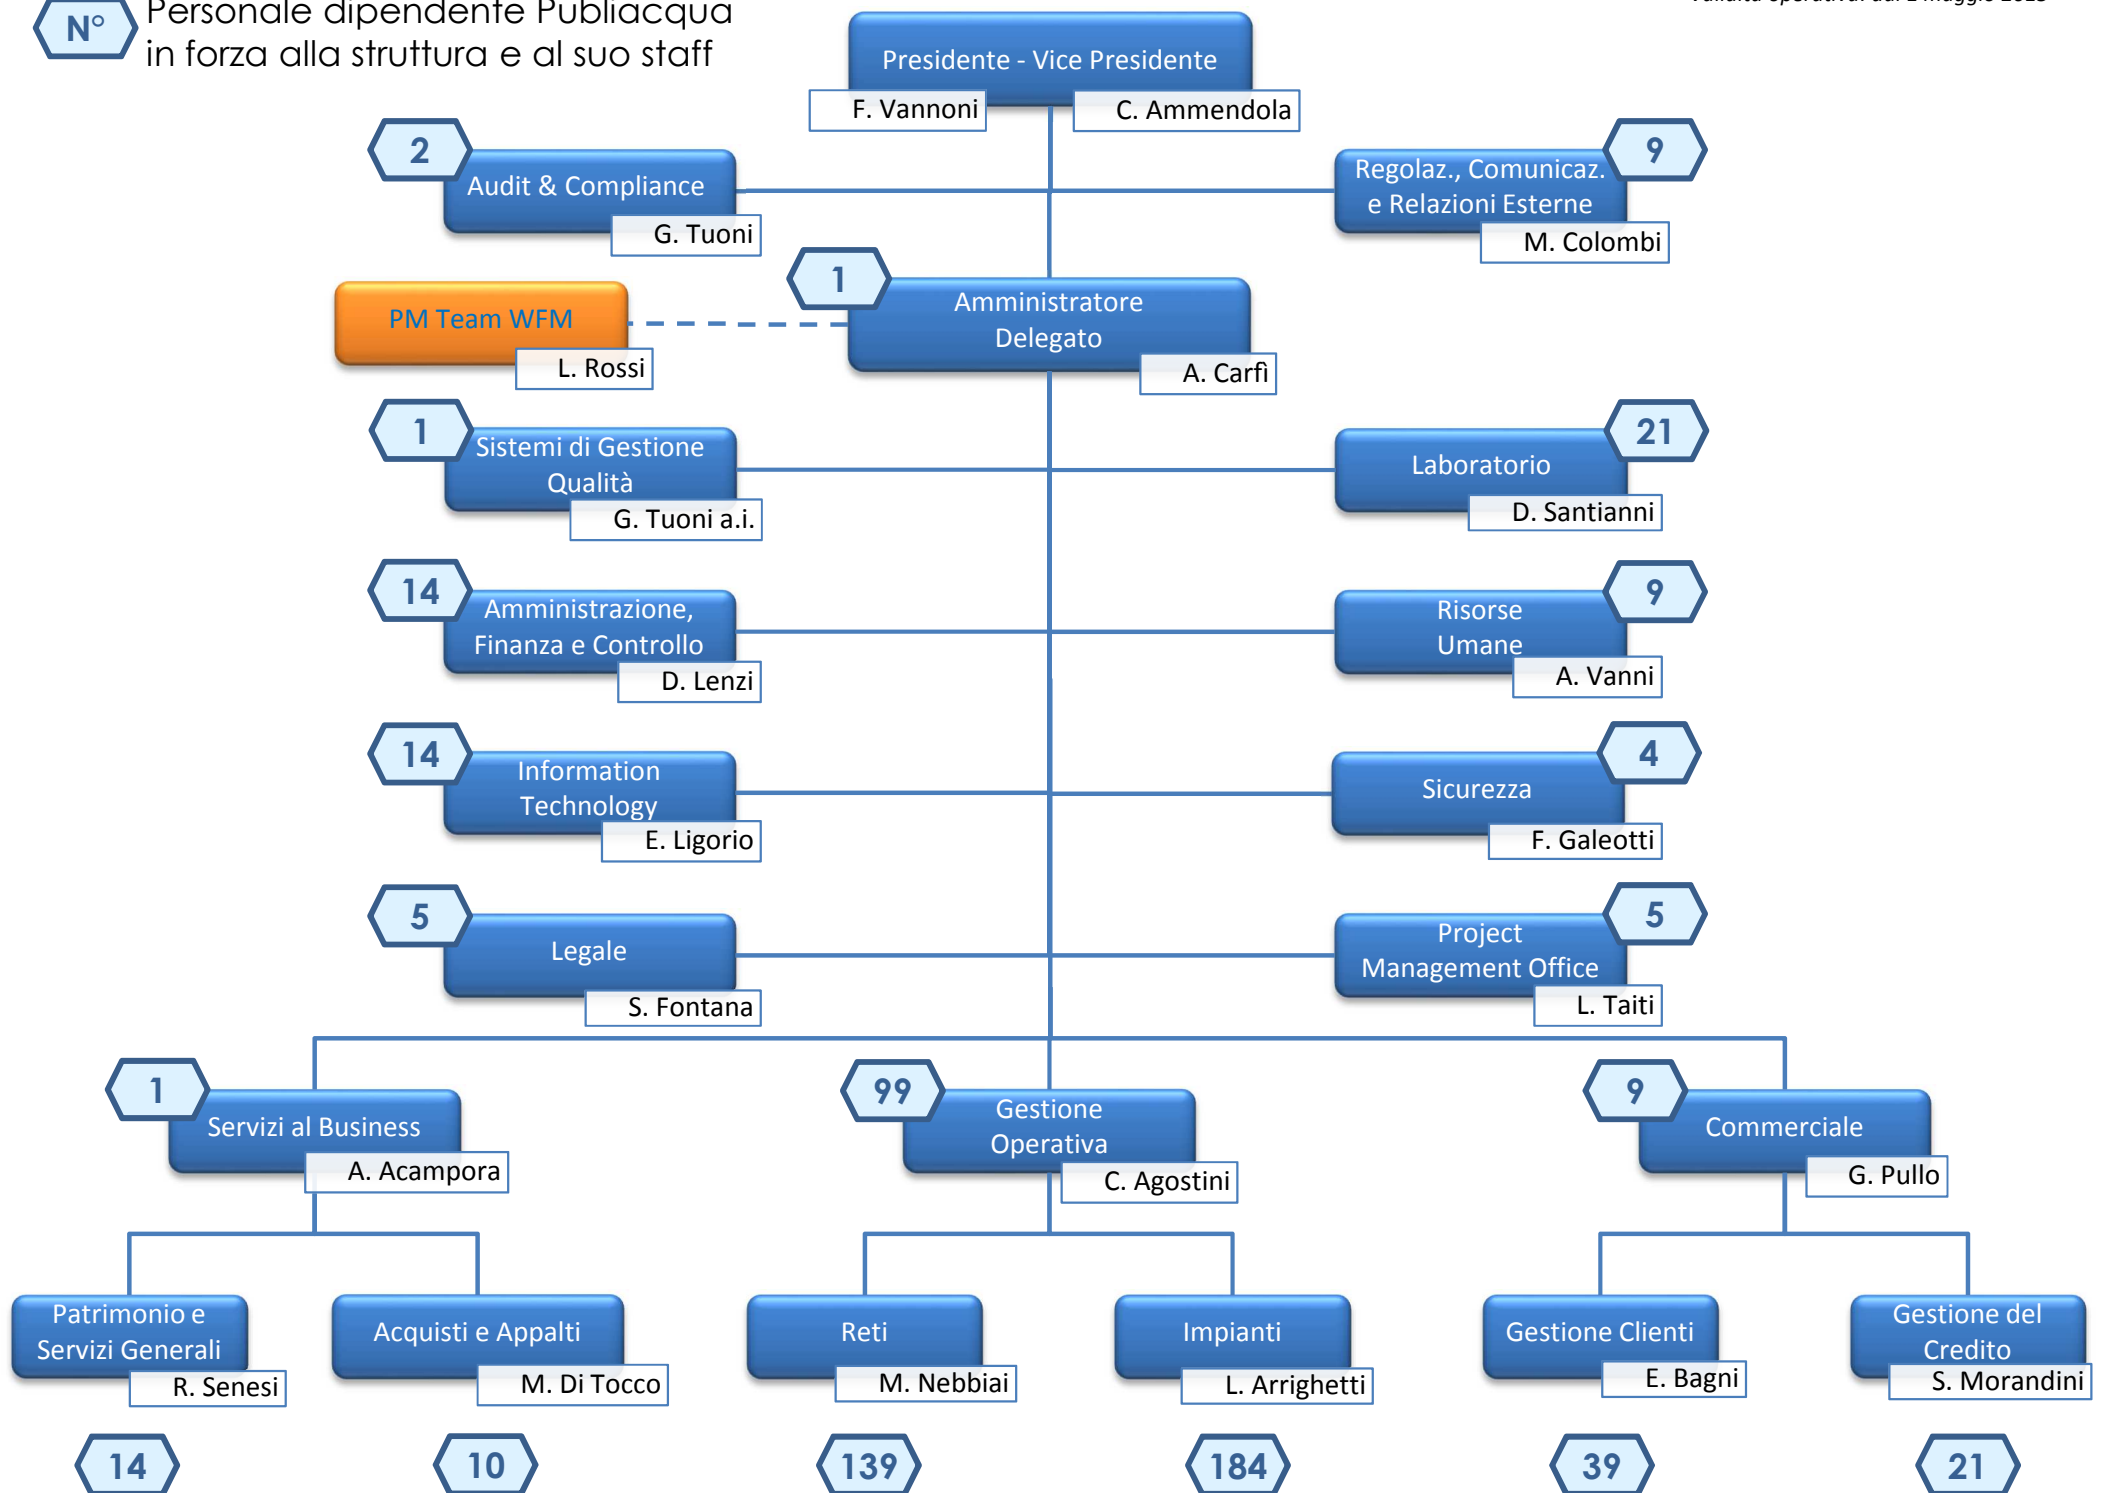 N°
Personale dipendente Publiacqua
in forza alla struttura e al suo staff
Presidente - Vice Presidente
F. Vannoni
C. Ammendola
2
Audit & Compliance
G. Tuoni
9
Regolaz., Comunicaz.
e Relazioni Esterne
M. Colombi
PM Team WFM
L. Rossi
1
Amministratore
Delegato
A. Carfì
1
Sistemi di Gestione
Qualità
G. Tuoni a.i.
21
Laboratorio
D. Santianni
14
Amministrazione,
Finanza e Controllo
D. Lenzi
9
Risorse
Umane
A. Vanni
14
Information
Technology
E. Ligorio
4
Sicurezza
F. Galeotti
5
Legale
S. Fontana
5
Project
Management Office
L. Taiti
1
Servizi al Business
A. Acampora
99
Gestione
Operativa
C. Agostini
9
Commerciale
G. Pullo
Patrimonio e
Servizi Generali
R. Senesi
14
Acquisti e Appalti
M. Di Tocco
10
Reti
M. Nebbiai
139
Impianti
L. Arrighetti
184
Gestione Clienti
E. Bagni
39
Gestione del
Credito
S. Morandini
21